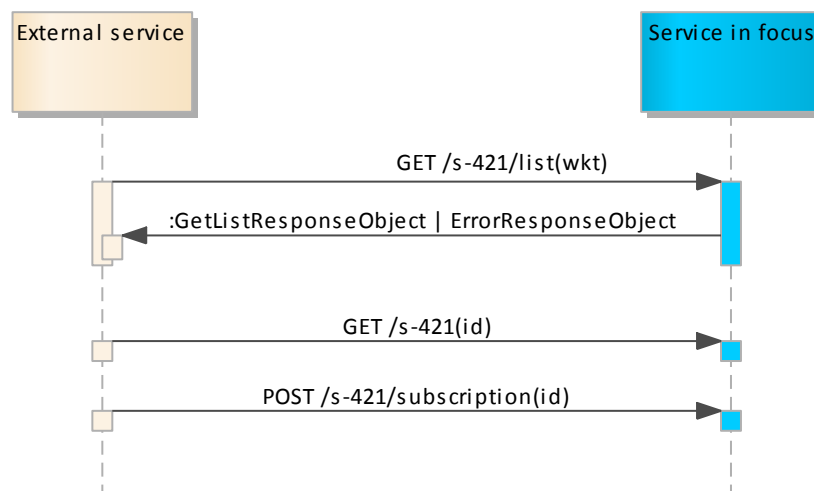 External service
Service in focus
GET /s-421/list(wkt)
:GetListResponseObject | ErrorResponseObject
GET /s-421(id)
POST /s-421/subscription(id)